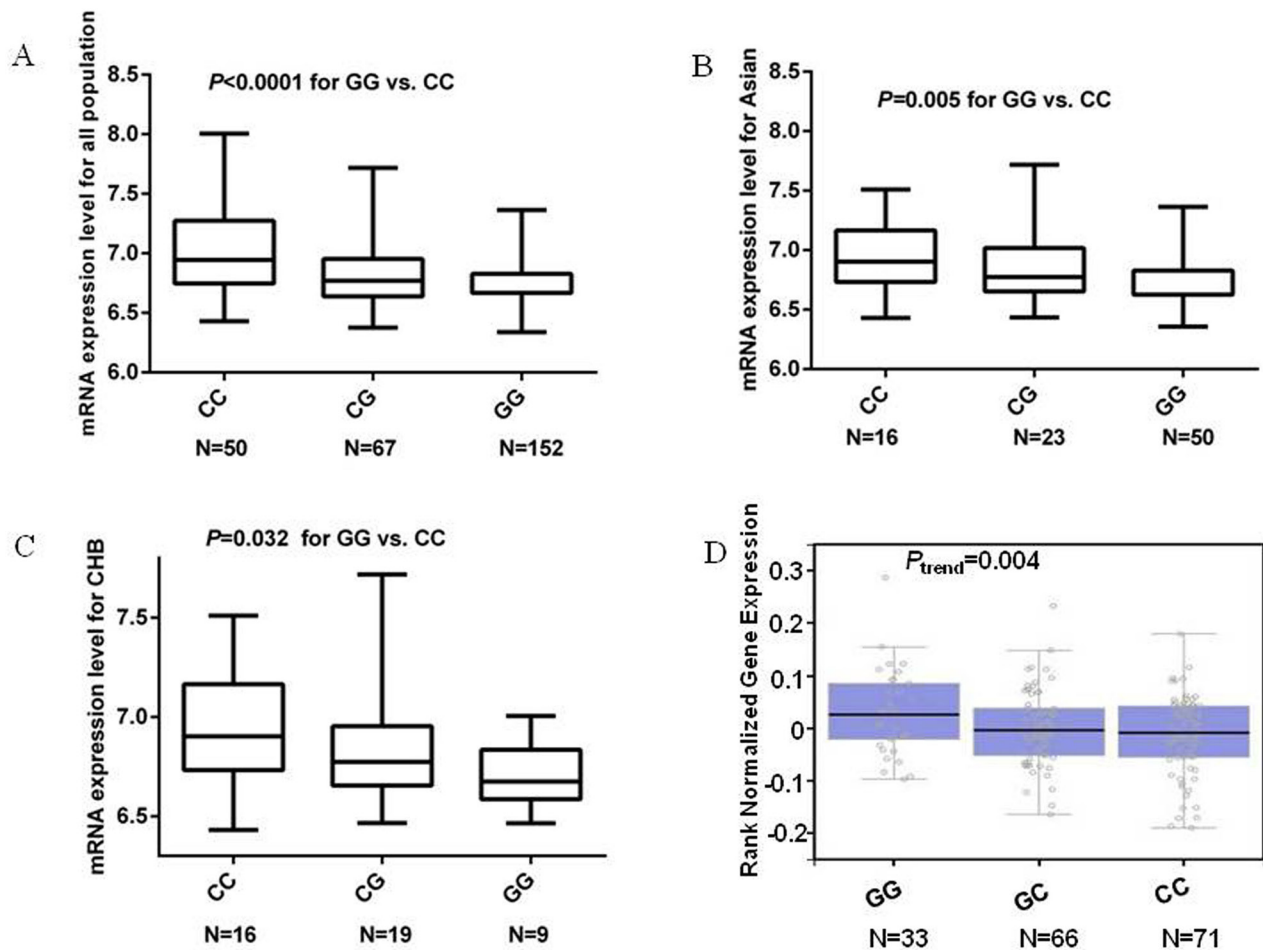 A
mRNA expression level for all population
P<0.0001 for GG vs. CC
8.5
8.0
7.5
7.0
6.5
6.0
CC
CG
GG
N=50
N=67
N=152
B
mRNA expression level for Asian
P=0.005 for GG vs. CC
8.5
8.0
7.5
7.0
6.5
6.0
CC
CG
GG
N=16
N=23
N=50
C
mRNA expression level for CHB
P=0.032 for GG vs. CC
7.5
7.0
6.5
CC
CG
GG
N=16
N=19
N=9
D
Rank Normalized Gene Expression
Ptrend=0.004
0.3
0.2
0.1
0
-0.1
-0.2
GG
GC
CC
N=33
N=66
N=71